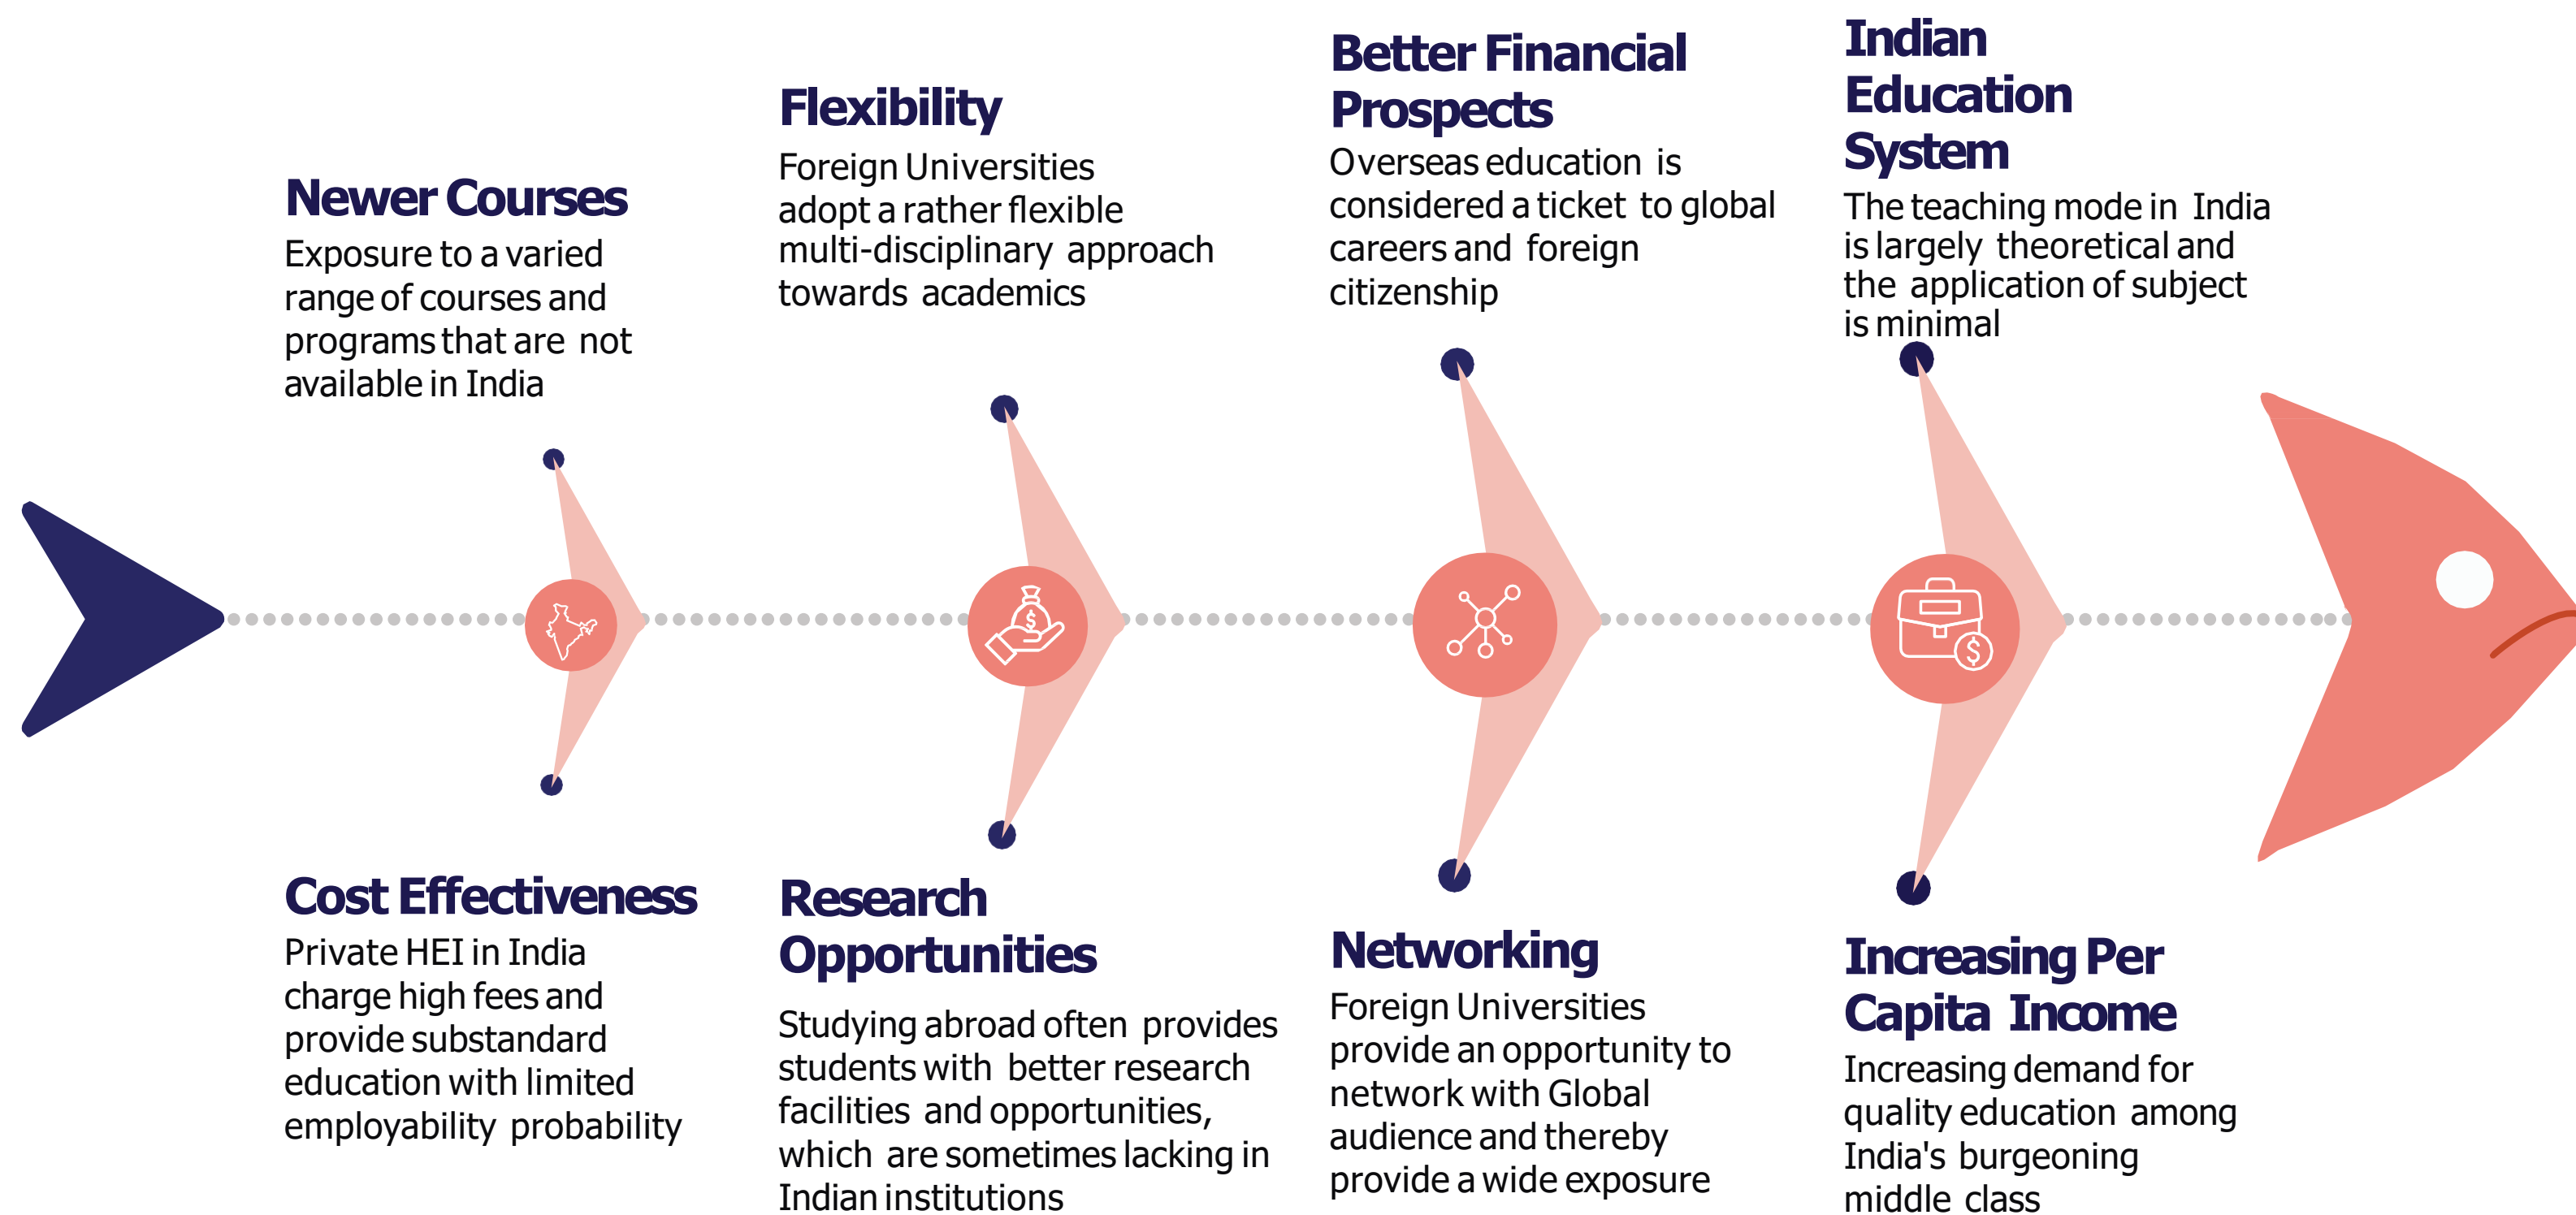 Newer Courses
Exposure to a varied
range of courses and
programs that are not
available in India
Flexibility
Foreign Universities
adopt a rather flexible
multi-disciplinary approach
towards academics
Better Financial
Prospects
Overseas education is
considered a ticket to global
careers and foreign
citizenship
Indian
Education
System
The teaching mode in India
is largely theoretical and
the application of subject
is minimal
$
$
Cost Effectiveness
Private HEI in India
charge high fees and
provide substandard
education with limited
employability probability
Research
Opportunities
Studying abroad often provides
students with better research
facilities and opportunities,
which are sometimes lacking in
Indian institutions
Networking
Foreign Universities
provide an opportunity to
network with Global
audience and thereby
provide a wide exposure
Increasing Per
Capita Income
Increasing demand for
quality education among
India's burgeoning
middle class